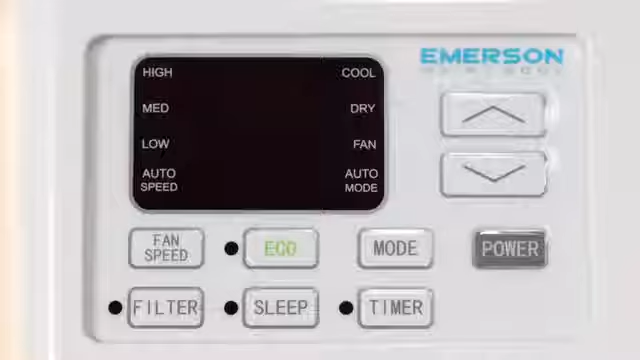 EMERSON
HIGH COOL
MED DRY
LOW FAN
AUTO SPEED AUTO MODE
FAN SPEED ECO MODE POWER
FILTER SLEEP TIMER